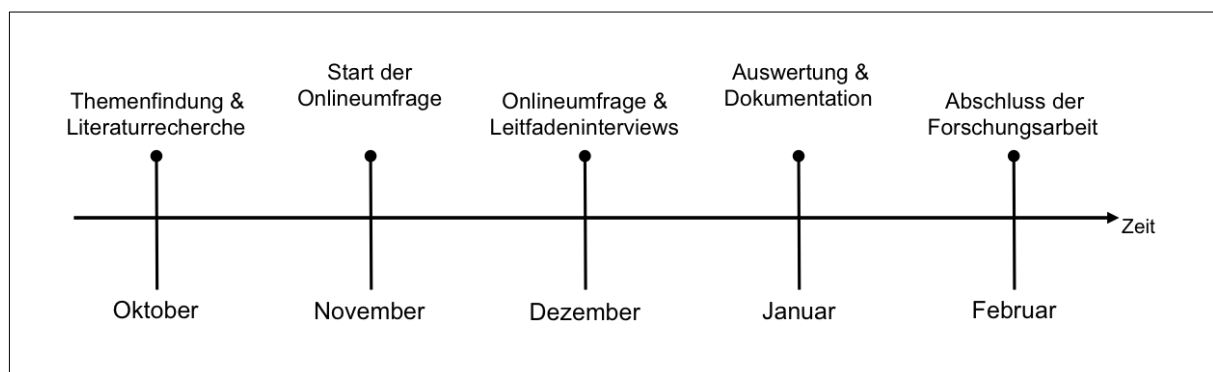 Themenfindung &
Literaturrecherche
Start der
Onlineumfrage
Onlineumfrage &
Leitfadeninterviews
Auswertung &
Dokumentation
Abschluss der
Forschungsarbeit
Zeit
Oktober
November
Dezember
Januar
Februar